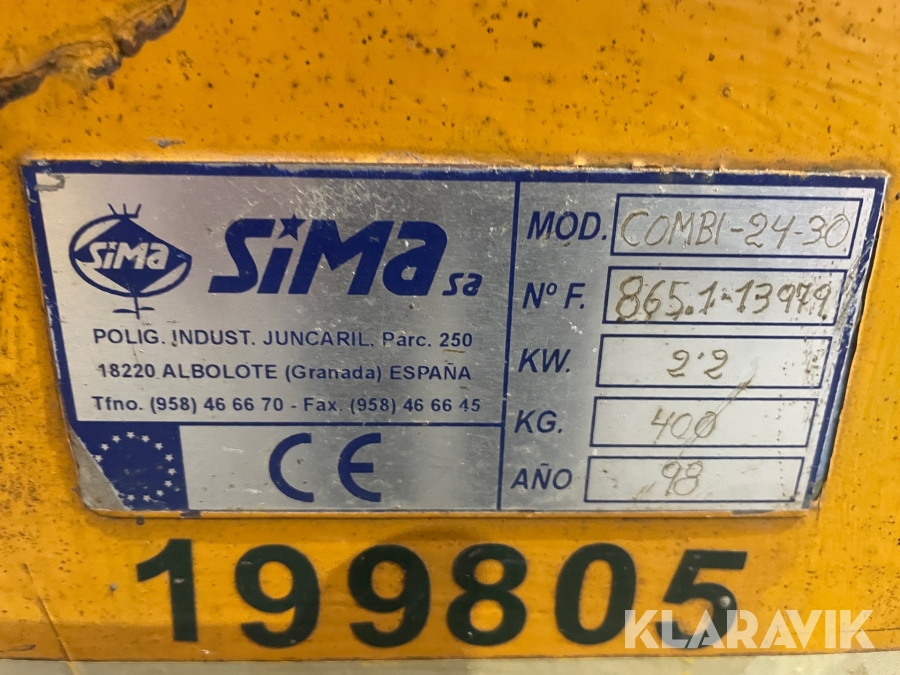 SiMa
SiMa sa
POLIG. INDUST. JUNCARIL, Parc. 250
18220 ALBOLOTE (Granada) ESPAÑA
Tfno. (958) 46 66 70 - Fax. (958) 46 66 45
CE
MOD. COMBI-24-30
Nº F. 865.1-13979
KW. 2'2
KG. 400
AÑO 98
199805
KLARAVIK